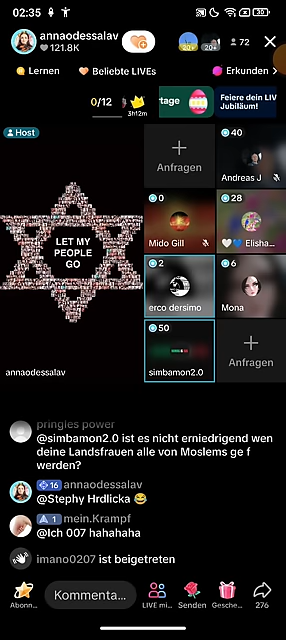 02:35
30
annaodessalav
121.8K
20+
20+
72
Lernen
Beliebte LIVEs
Erkunden
0/12
3h12m
rtage
Feiere dein LIV
Jubiläum!
Host
LET MY
PEOPLE
GO
annaodessalav
Anfragen
40
Andreas J
0
Mido Gill
28
Elisha...
2
erco dersimo
6
Mona
50
simbamon2.0
Anfragen
pringles power
@simbamon2.0 ist es nicht erniedrigend wen
deine Landsfrauen alle von Moslems ge f
werden?
16 annaodessalav
@Stephy Hrdlicka 😂
1 mein.Krampf
@Ich 007 hahahaha
imano0207 ist beigetreten
Abonn...
Kommenta...
LIVE mi...
Senden
Gesche...
276